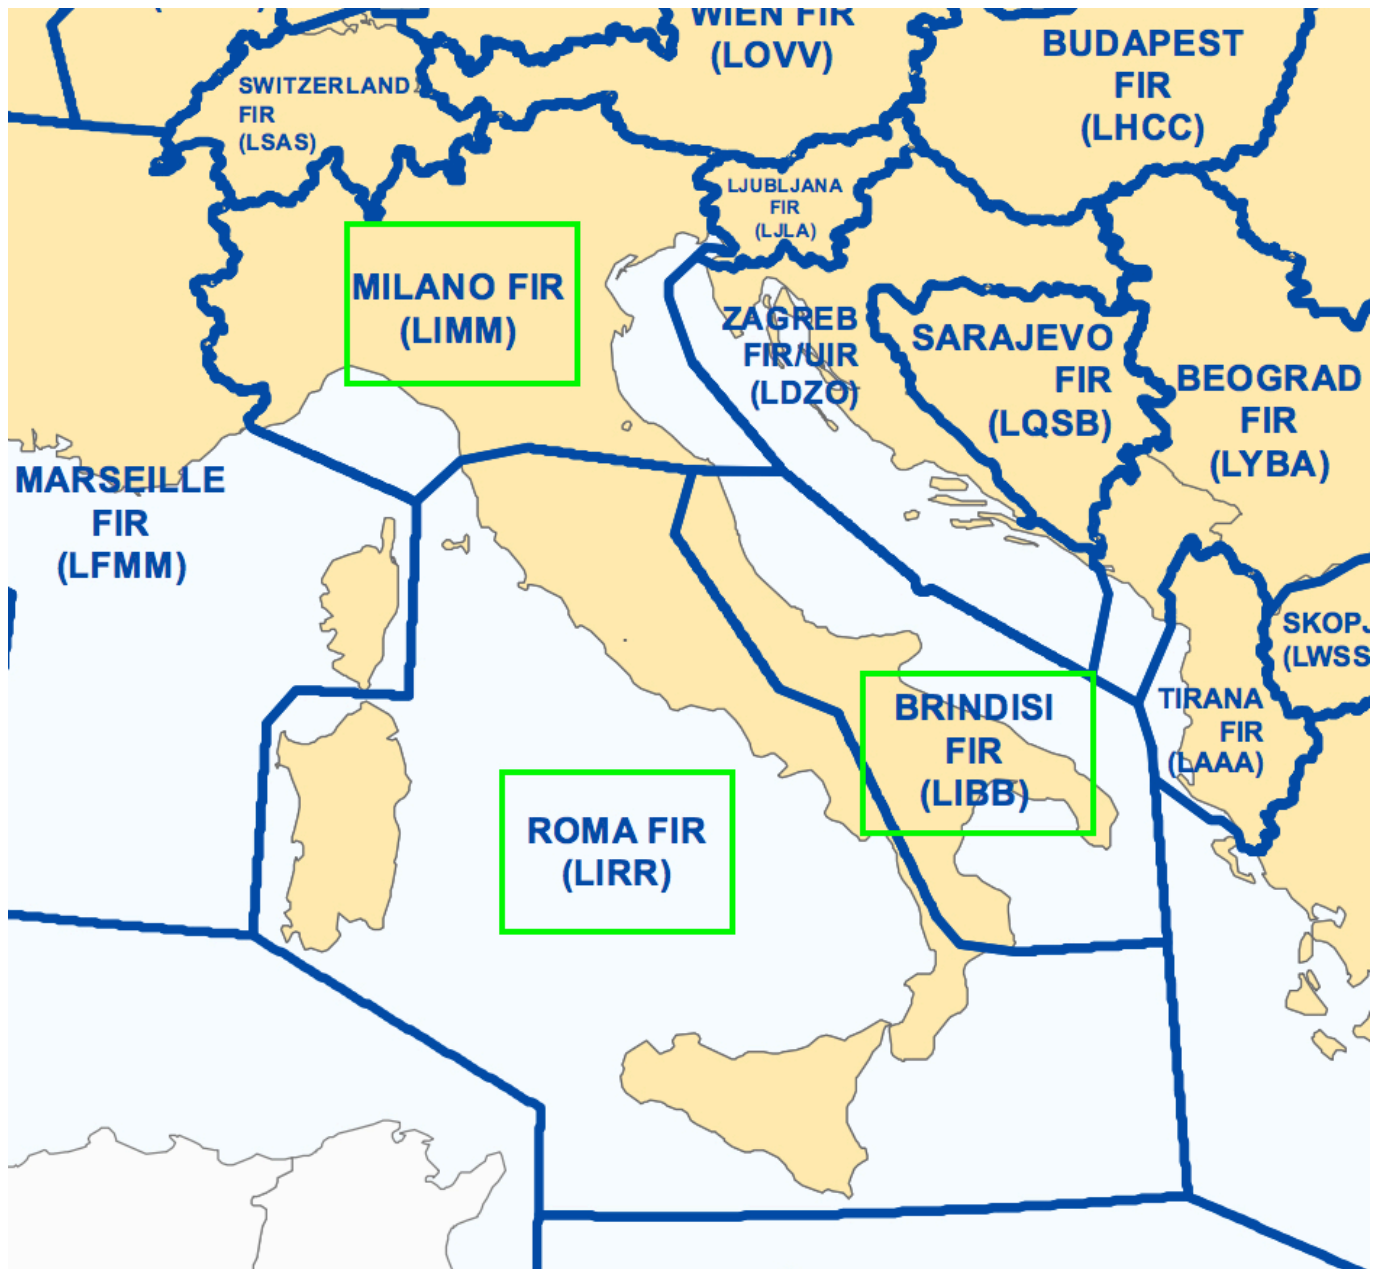 WIEN FIR
(LOVV)
BUDAPEST
FIR
(LHCC)
SWITZERLAND
FIR
(LSAS)
LJUBLJANA
FIR
(LJLA)
MILANO FIR
(LIMM)
ZAGREB
FIR/UIR
(LDZO)
SARAJEVO
FIR
(LQSB)
BEOGRAD
FIR
(LYBA)
MARSEILLE
FIR
(LFMM)
SKOPJ
(LWSS
TIRANA
FIR
(LAAA)
BRINDISI
FIR
(LIBB)
ROMA FIR
(LIRR)